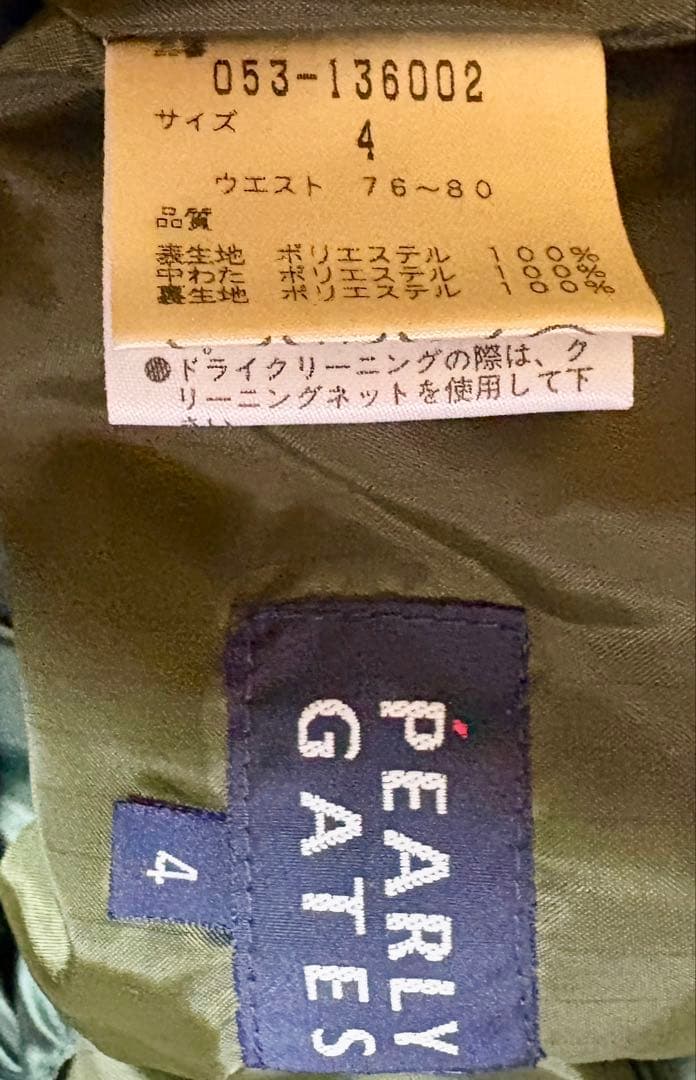 053-136002
サイズ
4
ウエスト 76〜80
品質
表生地 ポリエステル 100%
中わた ポリエステル 100%
裏生地 ポリエステル 100%
ドライクリーニングの際は、ク
リーニングネットを使用して下
さい
PEARLY
GATES
4